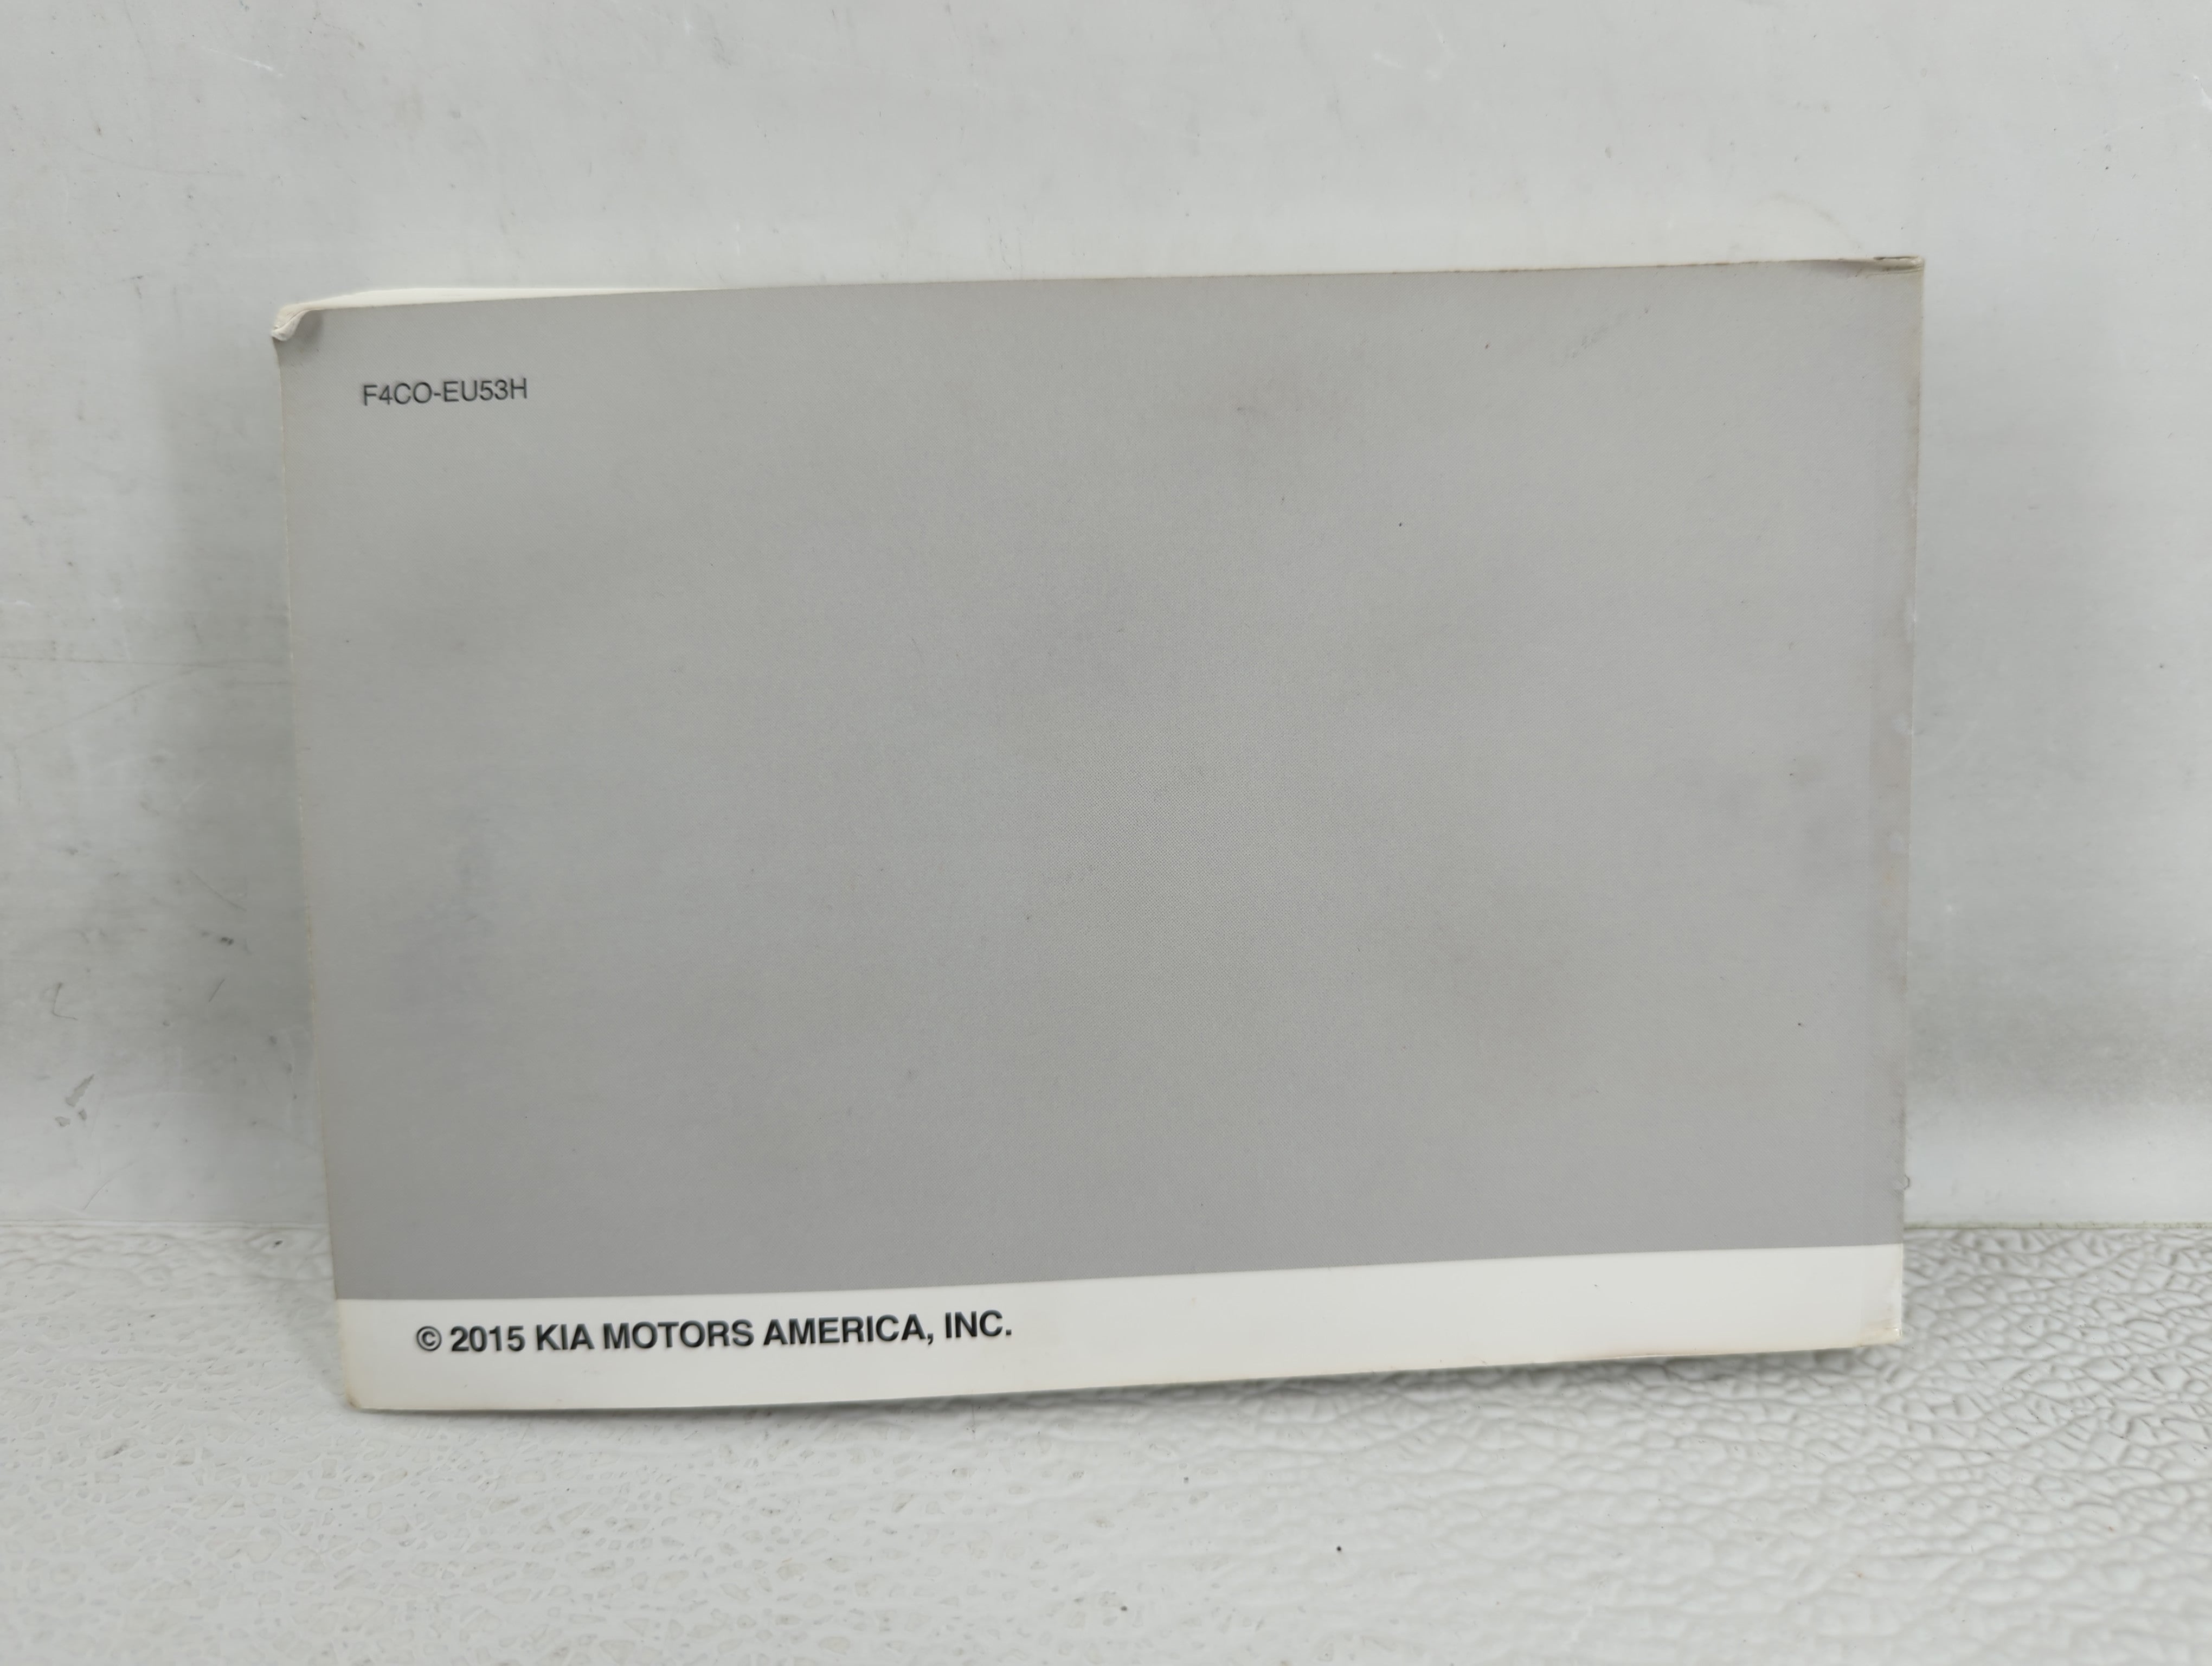 F4CO-EU53H
© 2015 KIA MOTORS AMERICA, INC.